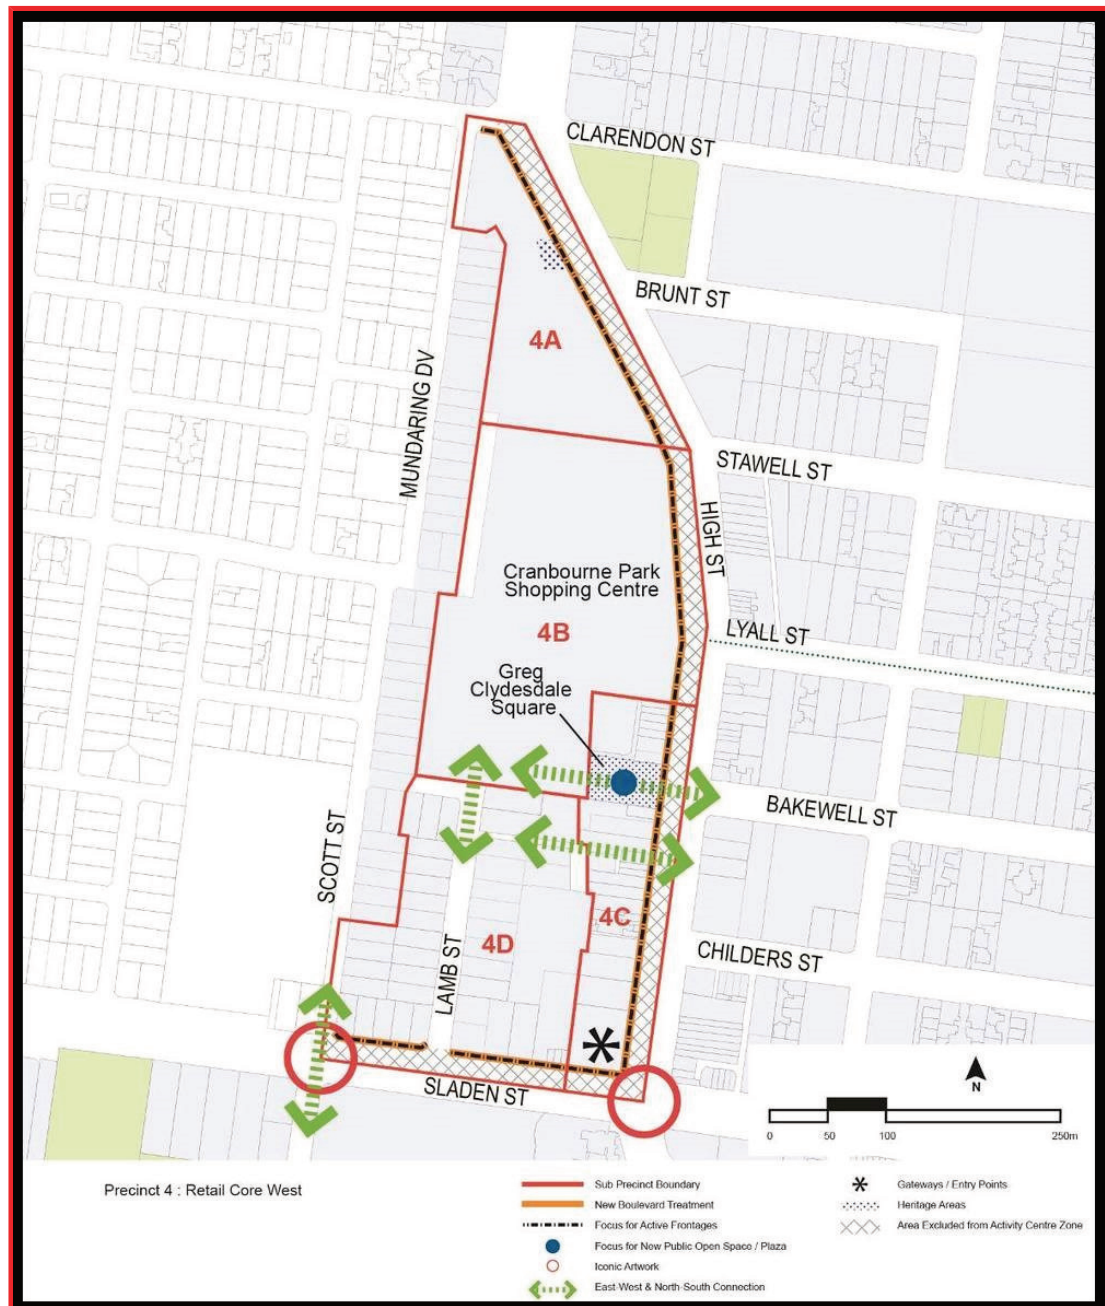 CLARENDON ST
BRUNT ST
4A
MUNDARING DV
STAWELL ST
HIGH ST
Cranbourne Park
Shopping Centre
4B
LYALL ST
Greg
Clydesdale
Square
BAKEWELL ST
SCOTT ST
4C
4D
LAMB ST
CHILDERS ST
SLADEN ST
N
0 50 100 250m
Precinct 4 : Retail Core West
Sub Precinct Boundary
New Boulevard Treatment
Focus for Active Frontages
Focus for New Public Open Space / Plaza
Iconic Artwork
East-West & North-South Connection
Gateways / Entry Points
Heritage Areas
Area Excluded from Activity Centre Zone